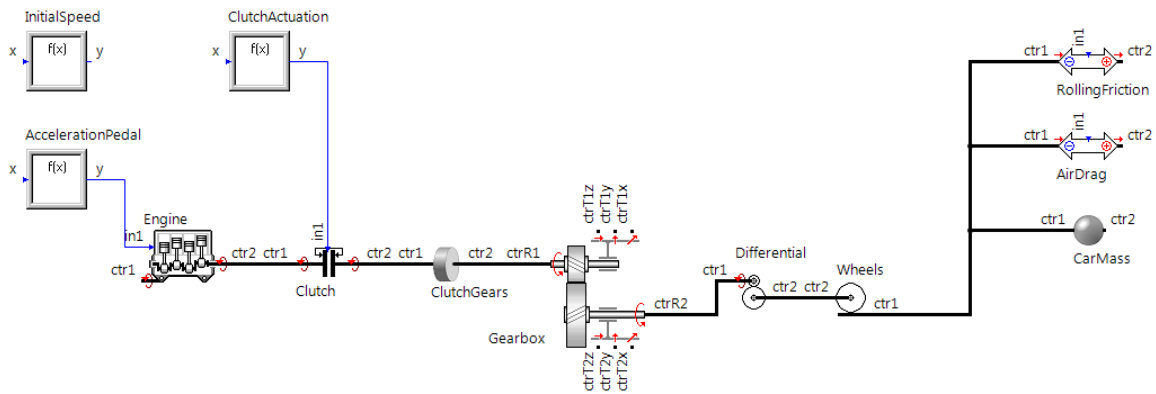 InitialSpeed
ClutchActuation
x f(x) y
x f(x) y
in1
ctr1 ctr2
RollingFriction
AccelerationPedal
x f(x) y
in1
ctr1 ctr2
AirDrag
ctrT1z
ctrT1y
ctrT1x
Engine
in1
in1
ctr1 ctr2
CarMass
ctr1
ctr2 ctr1
ctr2 ctr1
ctr2 ctrR1
Clutch
ClutchGears
Differential
ctr1
ctr2 ctr2
Wheels
ctr1
ctrR2
Gearbox
ctrT2z
ctrT2y
ctrT2x